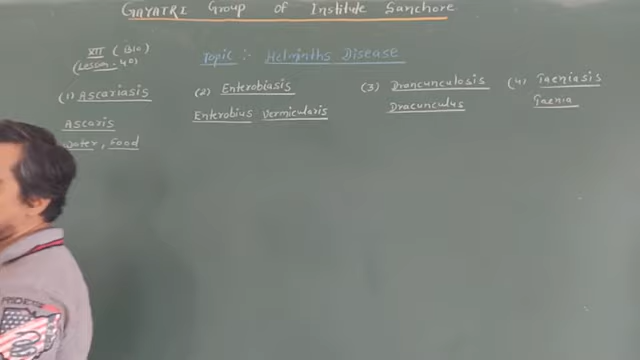 GAYATRI Group of Institute Sanchore
XII (Bio)
(Lesson - 40)
Topic :- Helminths Disease
(1) Ascariasis
Ascaris
Water, Food
(2) Enterobiasis
Enterobius Vermicularis
(3) Drancunculosis
Dracunculus
(4) Taeniasis
Taenia